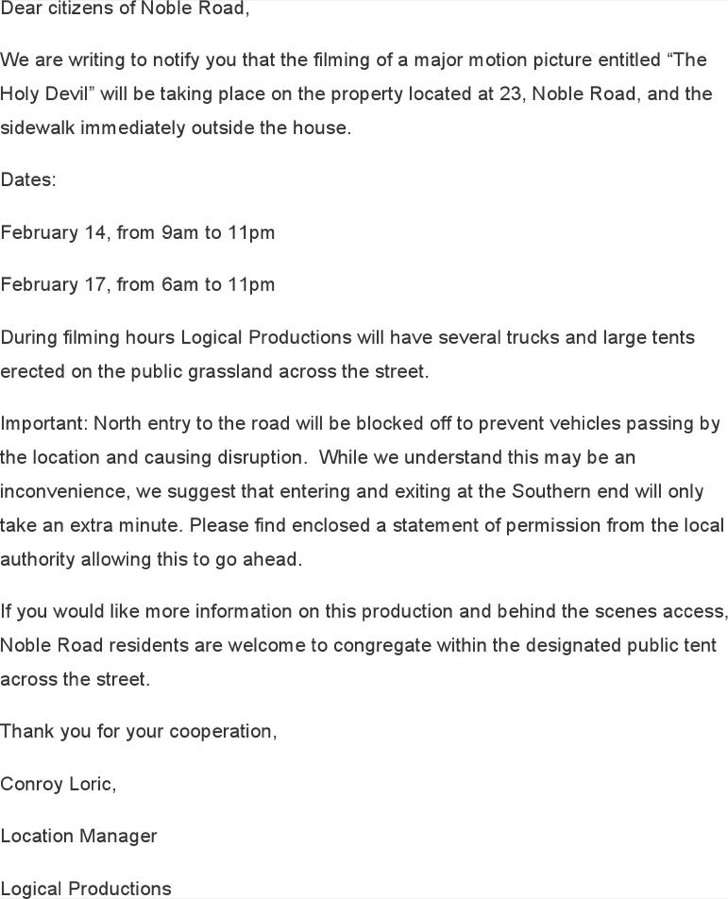 Dear citizens of Noble Road,
We are writing to notify you that the filming of a major motion picture entitled “The
Holy Devil” will be taking place on the property located at 23, Noble Road, and the
sidewalk immediately outside the house.
Dates:
February 14, from 9am to 11pm
February 17, from 6am to 11pm
During filming hours Logical Productions will have several trucks and large tents
erected on the public grassland across the street.
Important: North entry to the road will be blocked off to prevent vehicles passing by
the location and causing disruption.  While we understand this may be an
inconvenience, we suggest that entering and exiting at the Southern end will only
take an extra minute. Please find enclosed a statement of permission from the local
authority allowing this to go ahead.
If you would like more information on this production and behind the scenes access,
Noble Road residents are welcome to congregate within the designated public tent
across the street.
Thank you for your cooperation,
Conroy Loric,
Location Manager
Logical Productions